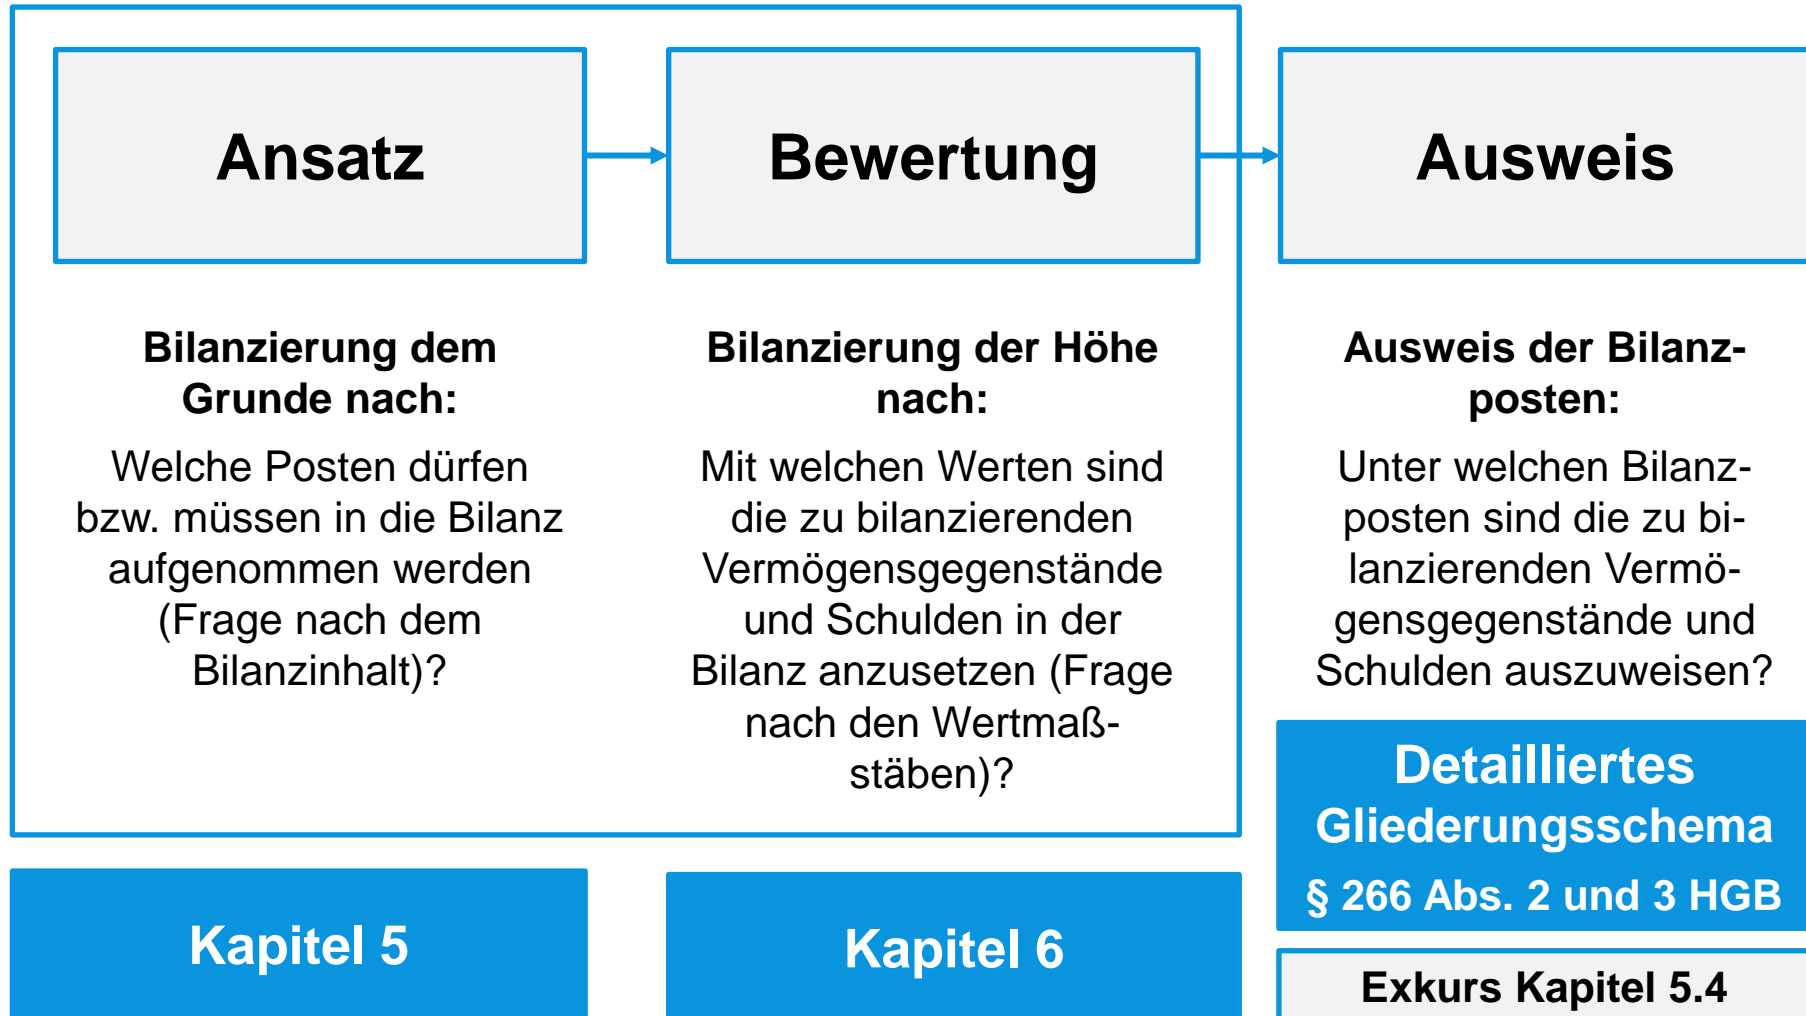 Ansatz
Bewertung
Ausweis
Bilanzierung dem
Grunde nach:
Welche Posten dürfen
bzw. müssen in die Bilanz
aufgenommen werden
(Frage nach dem
Bilanzinhalt)?
Bilanzierung der Höhe
nach:
Mit welchen Werten sind
die zu bilanzierenden
Vermögensgegenstände
und Schulden in der
Bilanz anzusetzen (Frage
nach den Wertmaß-
stäben)?
Ausweis der Bilanz-
posten:
Unter welchen Bilanz-
posten sind die zu bi-
lanzierenden Vermö-
gensgegenstände und
Schulden auszuweisen?
Detailliertes
Gliederungsschema
§ 266 Abs. 2 und 3 HGB
Kapitel 5
Kapitel 6
Exkurs Kapitel 5.4